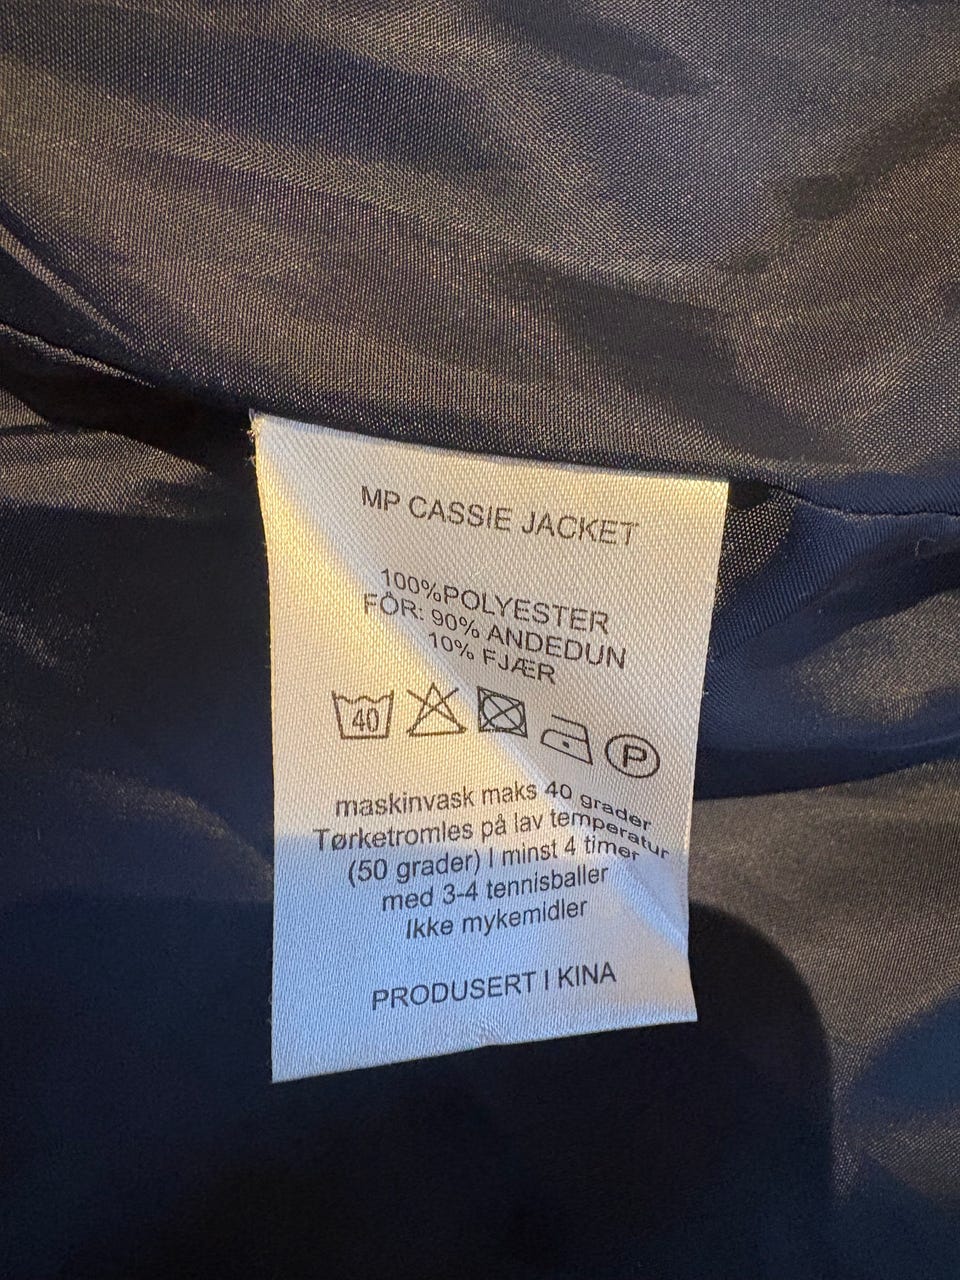 MP CASSIE JACKET
100%POLYESTER
FÔR: 90% ANDEDUN
10% FJÆR
40 P
maskinvask maks 40 grader
Tørketromles på lav temperatur
(50 grader) I minst 4 timer
med 3-4 tennisballer
Ikke mykemidler
PRODUSERT I KINA